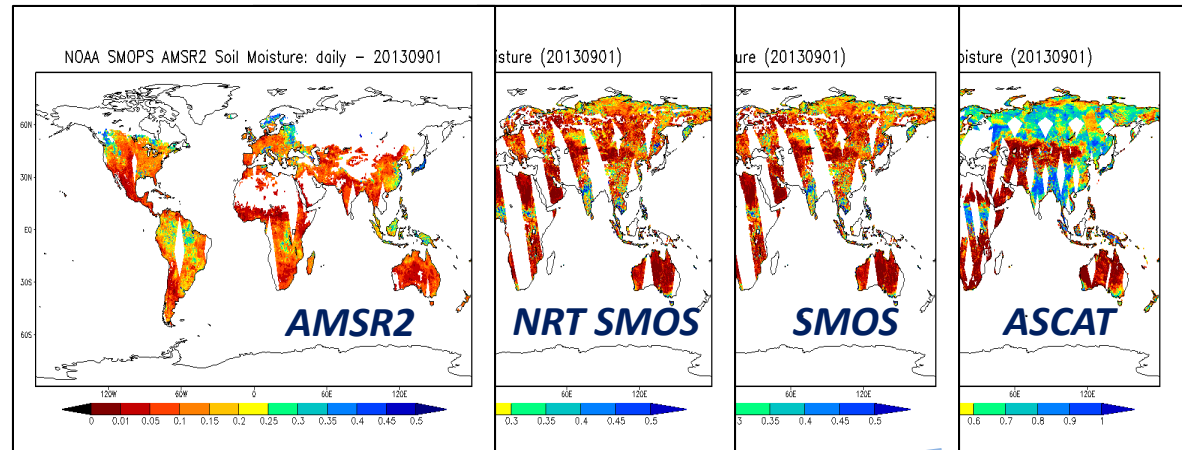 NOAA SMOPS AMSR2 Soil Moisture: daily – 20130901
isture (20130901)
ure (20130901)
oisture (20130901)
60N
30N
EQ
30S
60S
AMSR2
NRT SMOS
SMOS
ASCAT
120W 60W 0 60E 120E
60E 120E
60E 120E
60E 120E
0 0.01 0.05 0.1 0.15 0.2 0.25 0.3 0.35 0.4 0.45 0.5
0.3 0.35 0.4 0.45 0.5
0.35 0.4 0.45 0.5
0.6 0.7 0.8 0.9 1